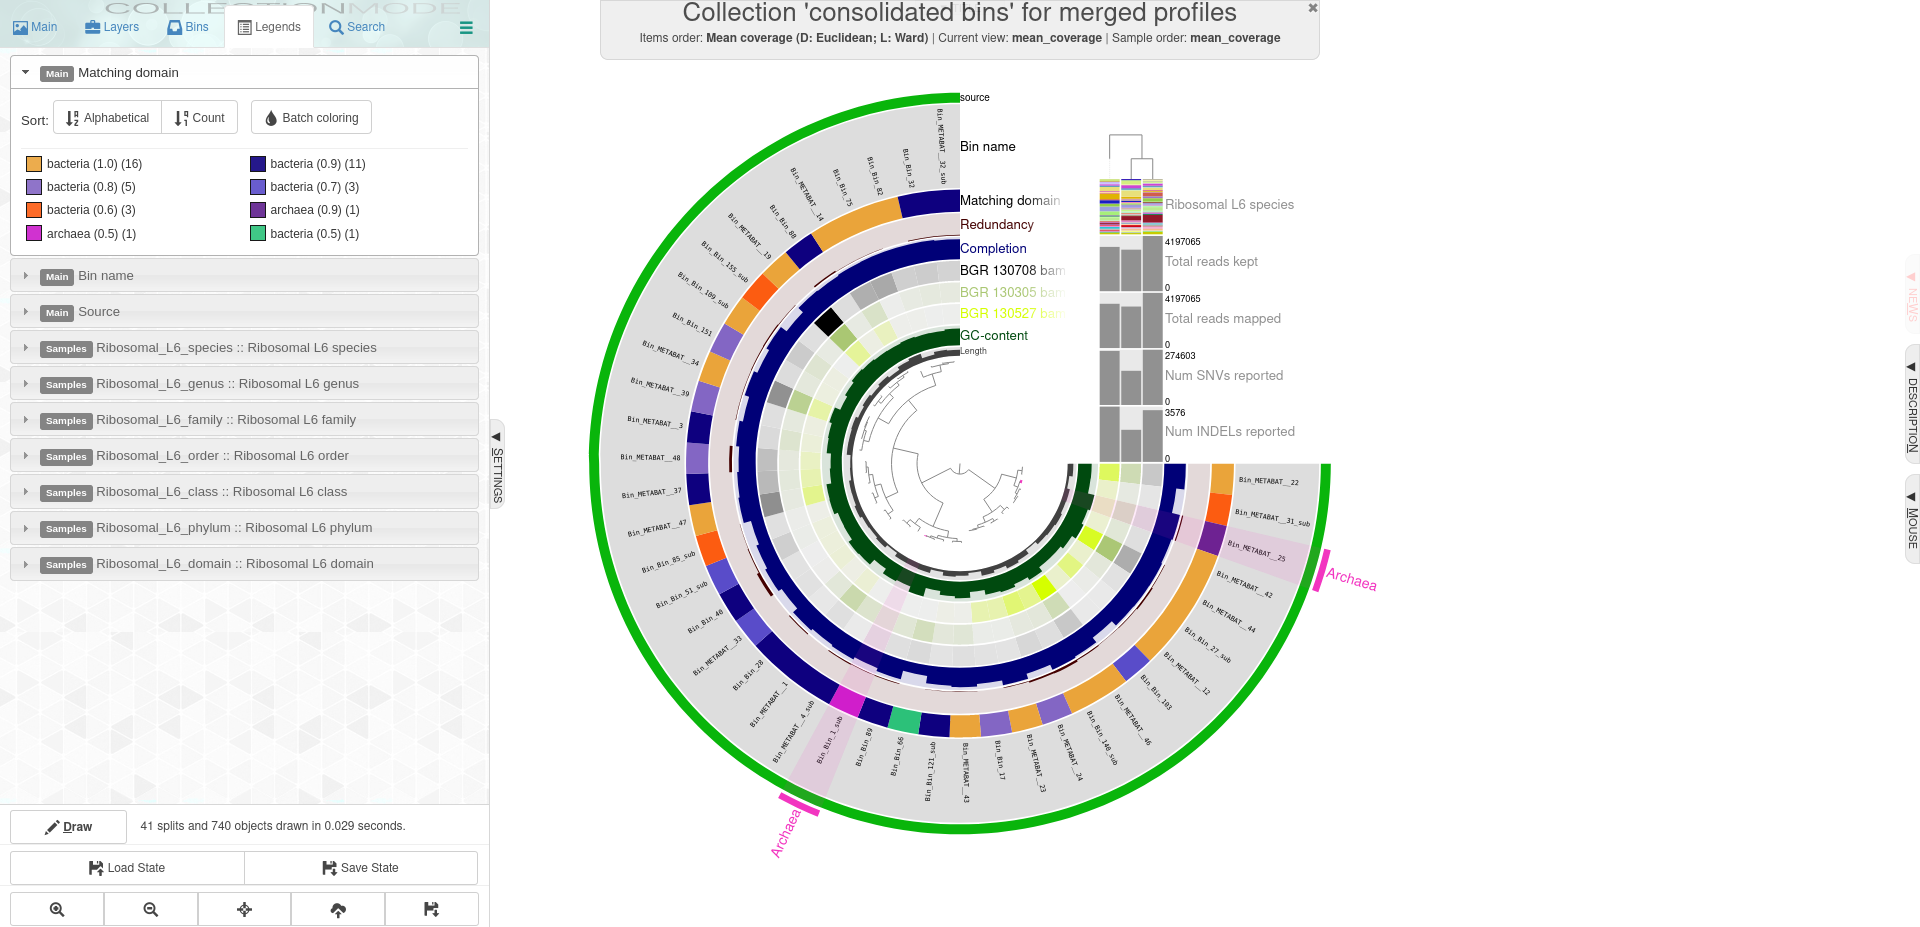 COLLECTION MODE
Main
Layers
Bins
Legends
Search
Main Matching domain
Sort:
Alphabetical
Count
Batch coloring
bacteria (1.0) (16)
bacteria (0.9) (11)
bacteria (0.8) (5)
bacteria (0.7) (3)
bacteria (0.6) (3)
archaea (0.9) (1)
archaea (0.5) (1)
bacteria (0.5) (1)
Main Bin name
Main Source
Samples Ribosomal_L6_species :: Ribosomal L6 species
Samples Ribosomal_L6_genus :: Ribosomal L6 genus
Samples Ribosomal_L6_family :: Ribosomal L6 family
Samples Ribosomal_L6_order :: Ribosomal L6 order
Samples Ribosomal_L6_class :: Ribosomal L6 class
Samples Ribosomal_L6_phylum :: Ribosomal L6 phylum
Samples Ribosomal_L6_domain :: Ribosomal L6 domain
Draw
41 splits and 740 objects drawn in 0.029 seconds.
Load State
Save State
SETTINGS
Collection 'consolidated bins' for merged profiles
Items order: Mean coverage (D: Euclidean; L: Ward) | Current view: mean_coverage | Sample order: mean_coverage
source
Bin name
Matching domain
Redundancy
Completion
BGR 130708 bam
BGR 130305 bam
BGR 130527 bam
GC-content
Length
Ribosomal L6 species
4197065
Total reads kept
0
4197065
Total reads mapped
0
274603
Num SNVs reported
0
3576
Num INDELs reported
0
Bin_METABAT__22
Bin_METABAT__31_sub
Bin_METABAT__25
Archaea
Bin_METABAT__42
Bin_METABAT__44
Bin_Bin_27_sub
Bin_METABAT__12
Bin_Bin_103
Bin_METABAT__46
Bin_Bin_140_sub
Bin_METABAT__24
Bin_METABAT__23
Bin_Bin_17
Bin_METABAT__43
Bin_Bin_121_sub
Bin_Bin_66
Bin_Bin_89
Bin_Bin_1_sub
Archaea
Bin_METABAT__4_sub
Bin_METABAT__1
Bin_Bin_28
Bin_METABAT__33
Bin_Bin_40
Bin_Bin_51_sub
Bin_Bin_85_sub
Bin_METABAT__47
Bin_METABAT__37
Bin_METABAT__48
Bin_METABAT__3
Bin_METABAT__39
Bin_METABAT__34
Bin_Bin_151
Bin_Bin_109_sub
Bin_Bin_155_sub
Bin_METABAT__19
Bin_Bin_80
Bin_METABAT__14
Bin_Bin_75
Bin_Bin_82
Bin_Bin_32
Bin_METABAT__32_sub
NEWS
DESCRIPTION
MOUSE